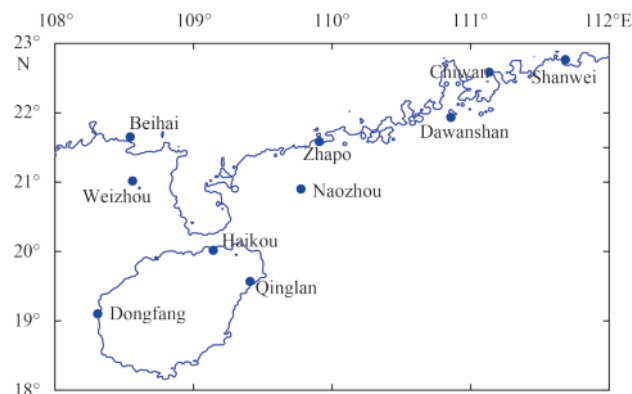 108° 109° 110° 111° 112°E
23°
N
22°
21°
20°
19°
18°
Chiwan
Shanwei
Beihai
Dawanshan
Zhapo
Weizhou
Naozhou
Haikou
Qinglan
Dongfang